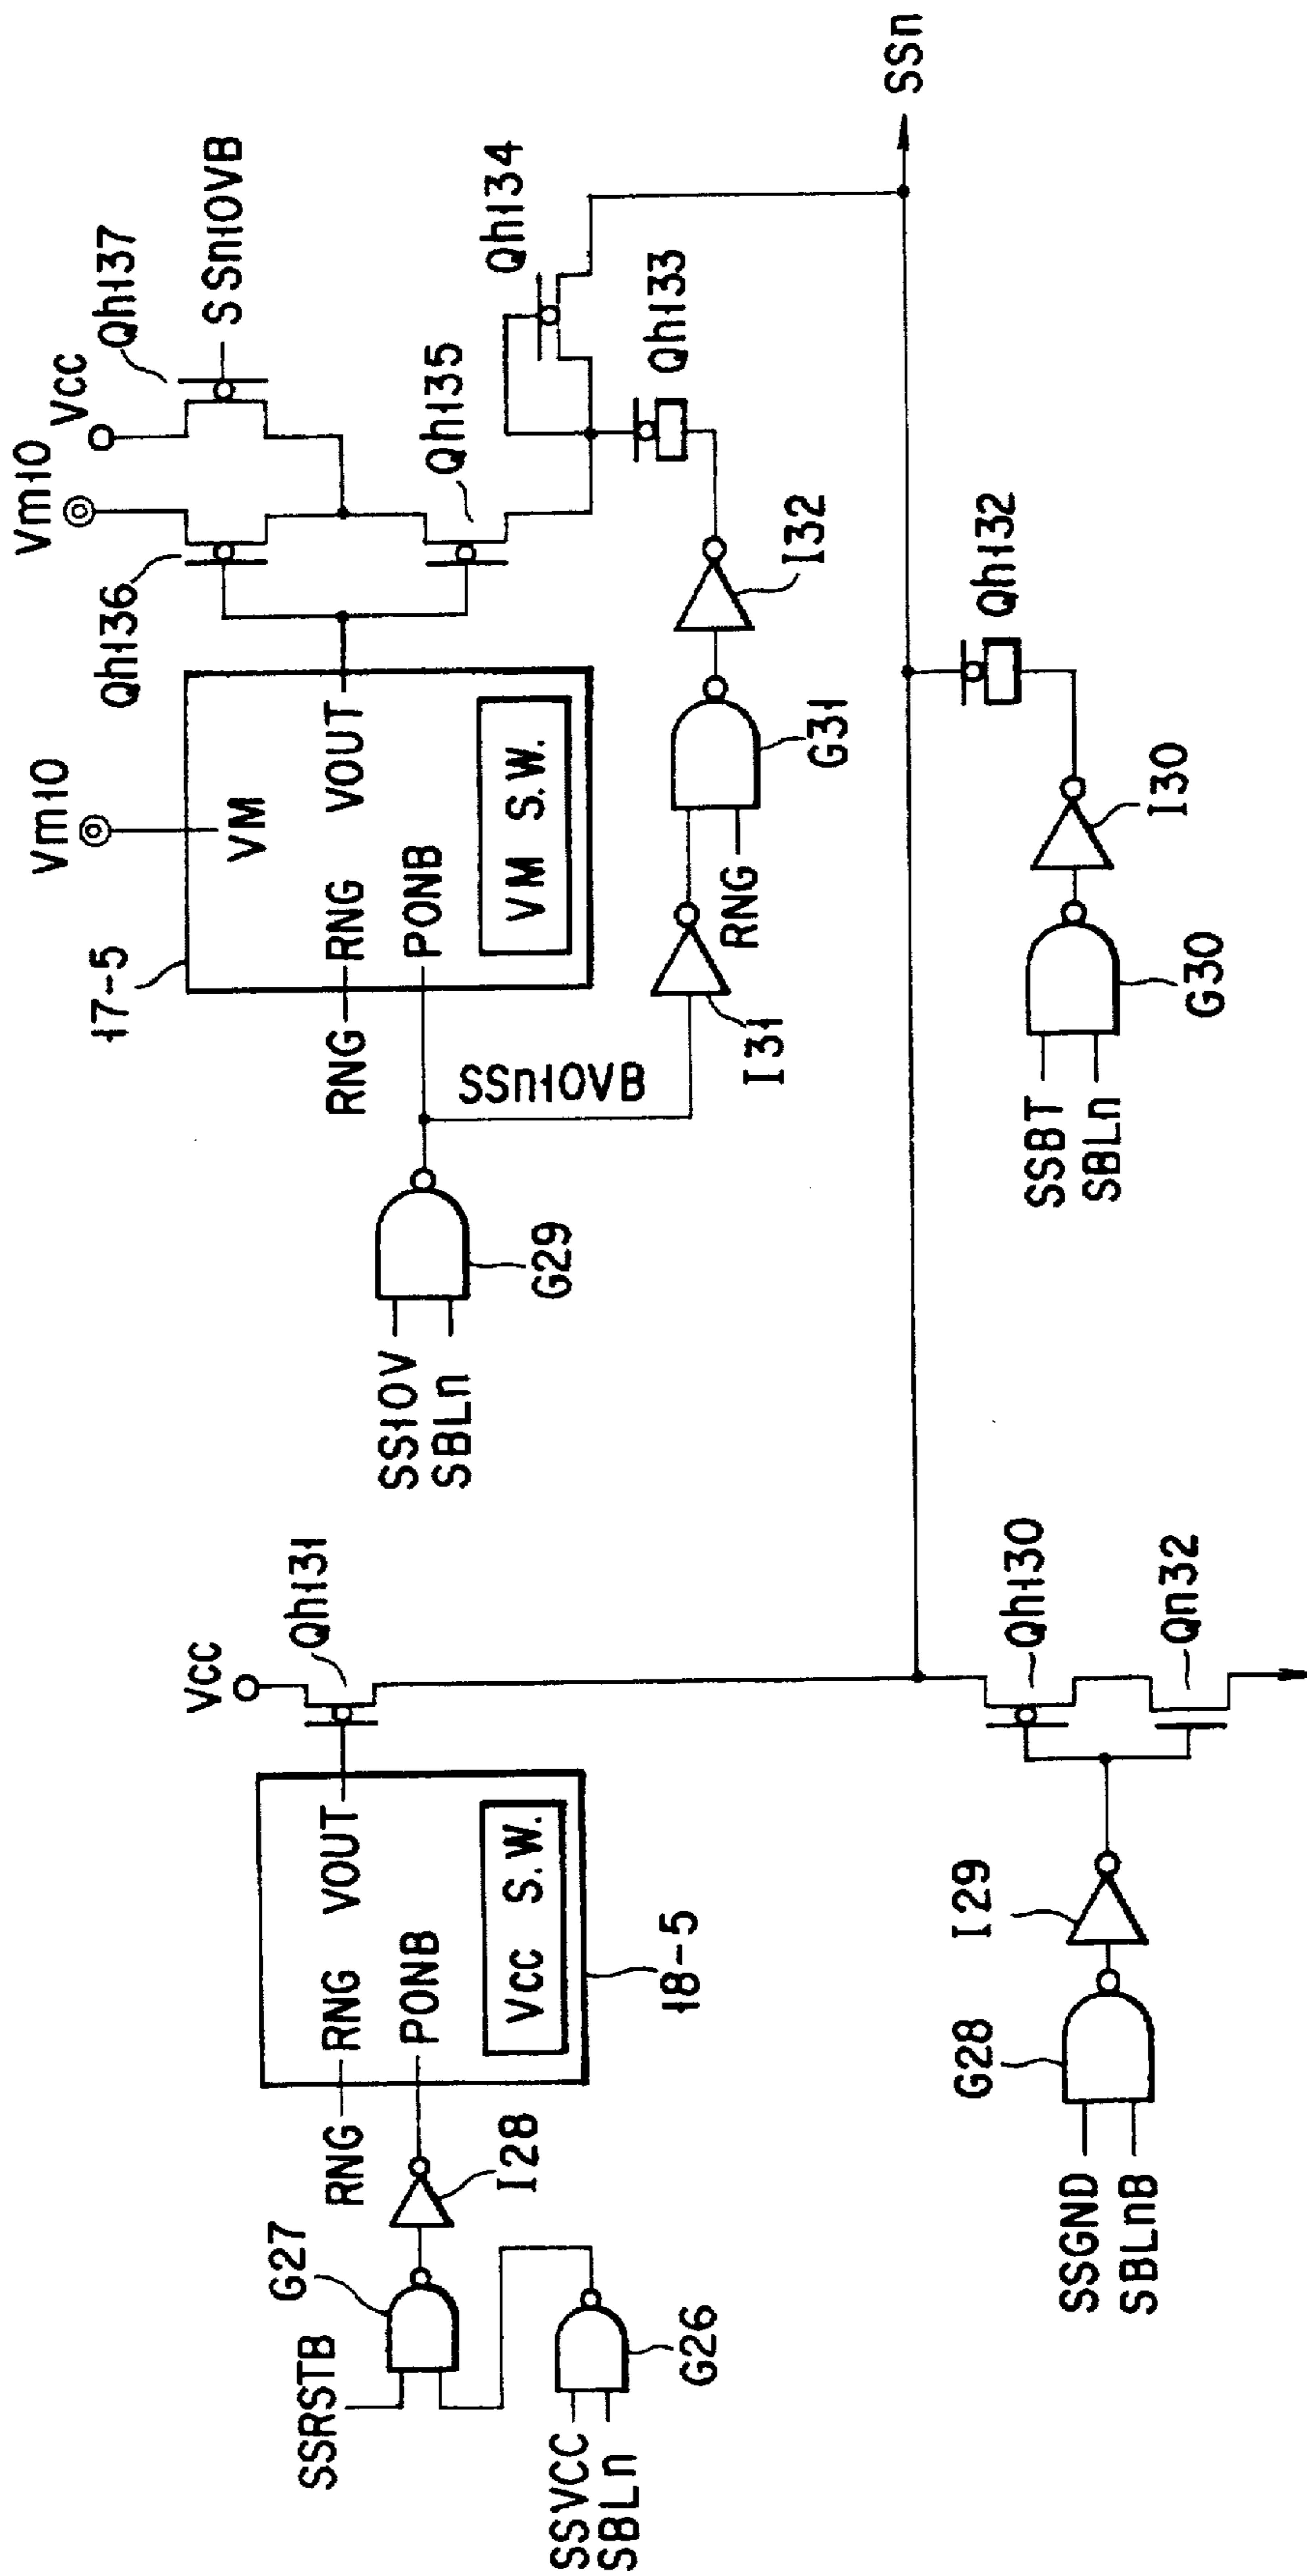 Vcc
Qh131
RNG
RNG
VOUT
PONB
Vcc S.W.
18-5
SSRSTB
G27
I28
SSVCC
SBLn
G26
SSGND
SBLnB
G28
I29
Qh130
Qn32
Vm10
Vm10
Vcc
Qh137
SSn10VB
Qh136
17-5
VM
RNG
RNG
VOUT
PONB
VM S.W.
Qh135
Qh134
Qh133
SS10V
SBLn
G29
SSn10VB
I31
RNG
G31
I32
SSn
SSBT
SBLn
G30
I30
Qh132